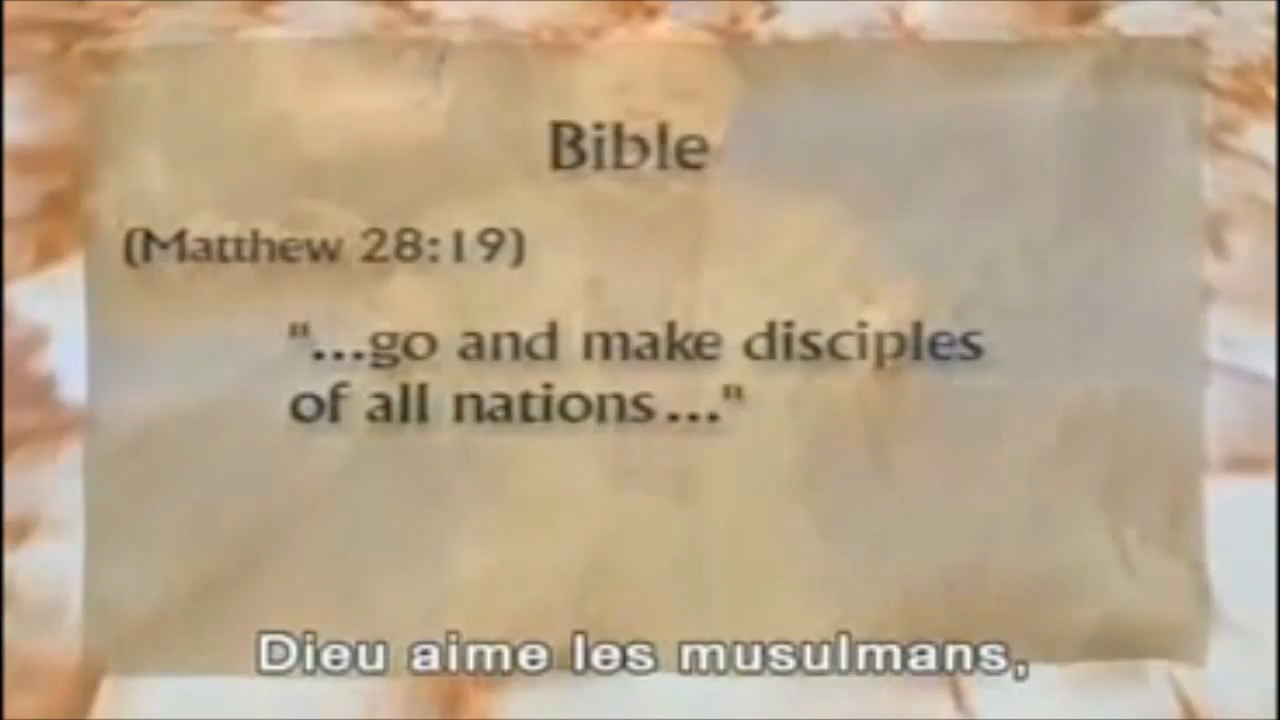 Bible
(Matthew 28:19)
"...go and make disciples
of all nations..."
Dieu aime les musulmans,